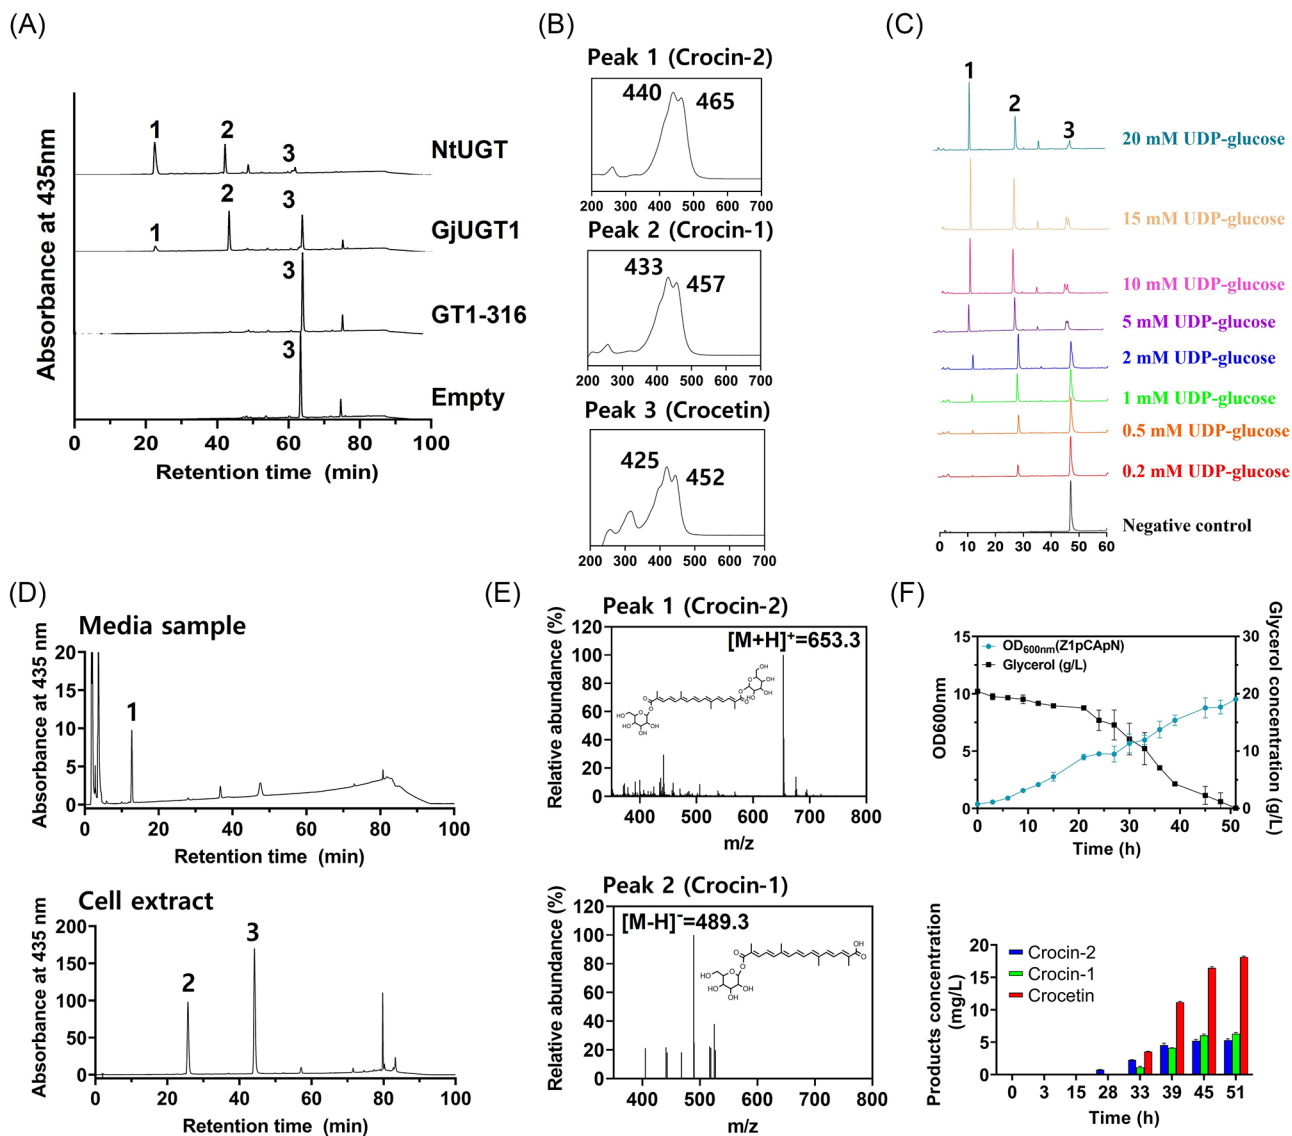 (A)
Absorbance at 435nm
1
2
3
NtUGT
1
2
3
GjUGT1
3
GT1-316
3
Empty
0 20 40 60 80 100
Retention time (min)
(B)
Peak 1 (Crocin-2)
440 465
200 300 400 500 600 700
Peak 2 (Crocin-1)
433 457
200 300 400 500 600 700
Peak 3 (Crocetin)
425 452
200 300 400 500 600 700
(C)
1
2
3
20 mM UDP-glucose
15 mM UDP-glucose
10 mM UDP-glucose
5 mM UDP-glucose
2 mM UDP-glucose
1 mM UDP-glucose
0.5 mM UDP-glucose
0.2 mM UDP-glucose
Negative control
0 10 20 30 40 50 60
(D)
Media sample
Absorbance at 435 nm
20
15
10
5
0
1
0 20 40 60 80 100
Retention time (min)
Cell extract
Absorbance at 435 nm
200
150
100
50
0
2
3
0 20 40 60 80 100
Retention time (min)
(E)
Peak 1 (Crocin-2)
Relative abundance (%)
120
100
80
60
40
20
0
[M+H]+=653.3
400 500 600 700 800
m/z
Peak 2 (Crocin-1)
Relative abundance (%)
120
100
80
60
40
20
0
[M-H]-=489.3
400 500 600 700 800
m/z
(F)
OD600nm
15
10
5
0
OD600nm(Z1pCApN)
Glycerol (g/L)
30
20
10
0
Glycerol concentration (g/L)
0 10 20 30 40 50
Time (h)
Products concentration
(mg/L)
20
15
10
5
0
Crocin-2
Crocin-1
Crocetin
0 3 15 28 33 39 45 51
Time (h)